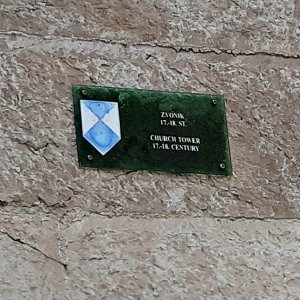 ZVONIK
17.-18. ST.
CHURCH TOWER
17.-18. CENTURY